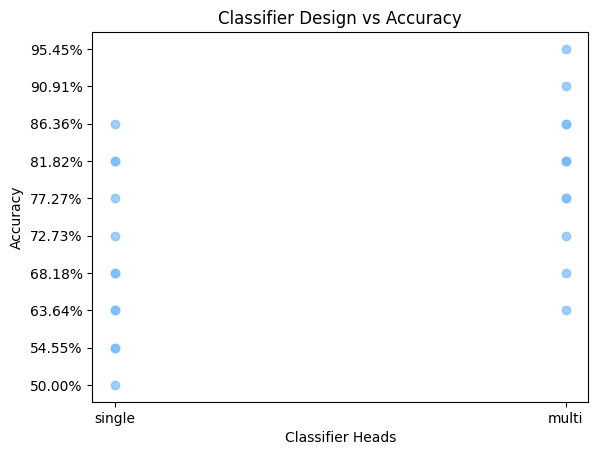 Classifier Design vs Accuracy
95.45%
90.91%
86.36%
81.82%
77.27%
72.73%
68.18%
63.64%
54.55%
50.00%
Accuracy
single
multi
Classifier Heads